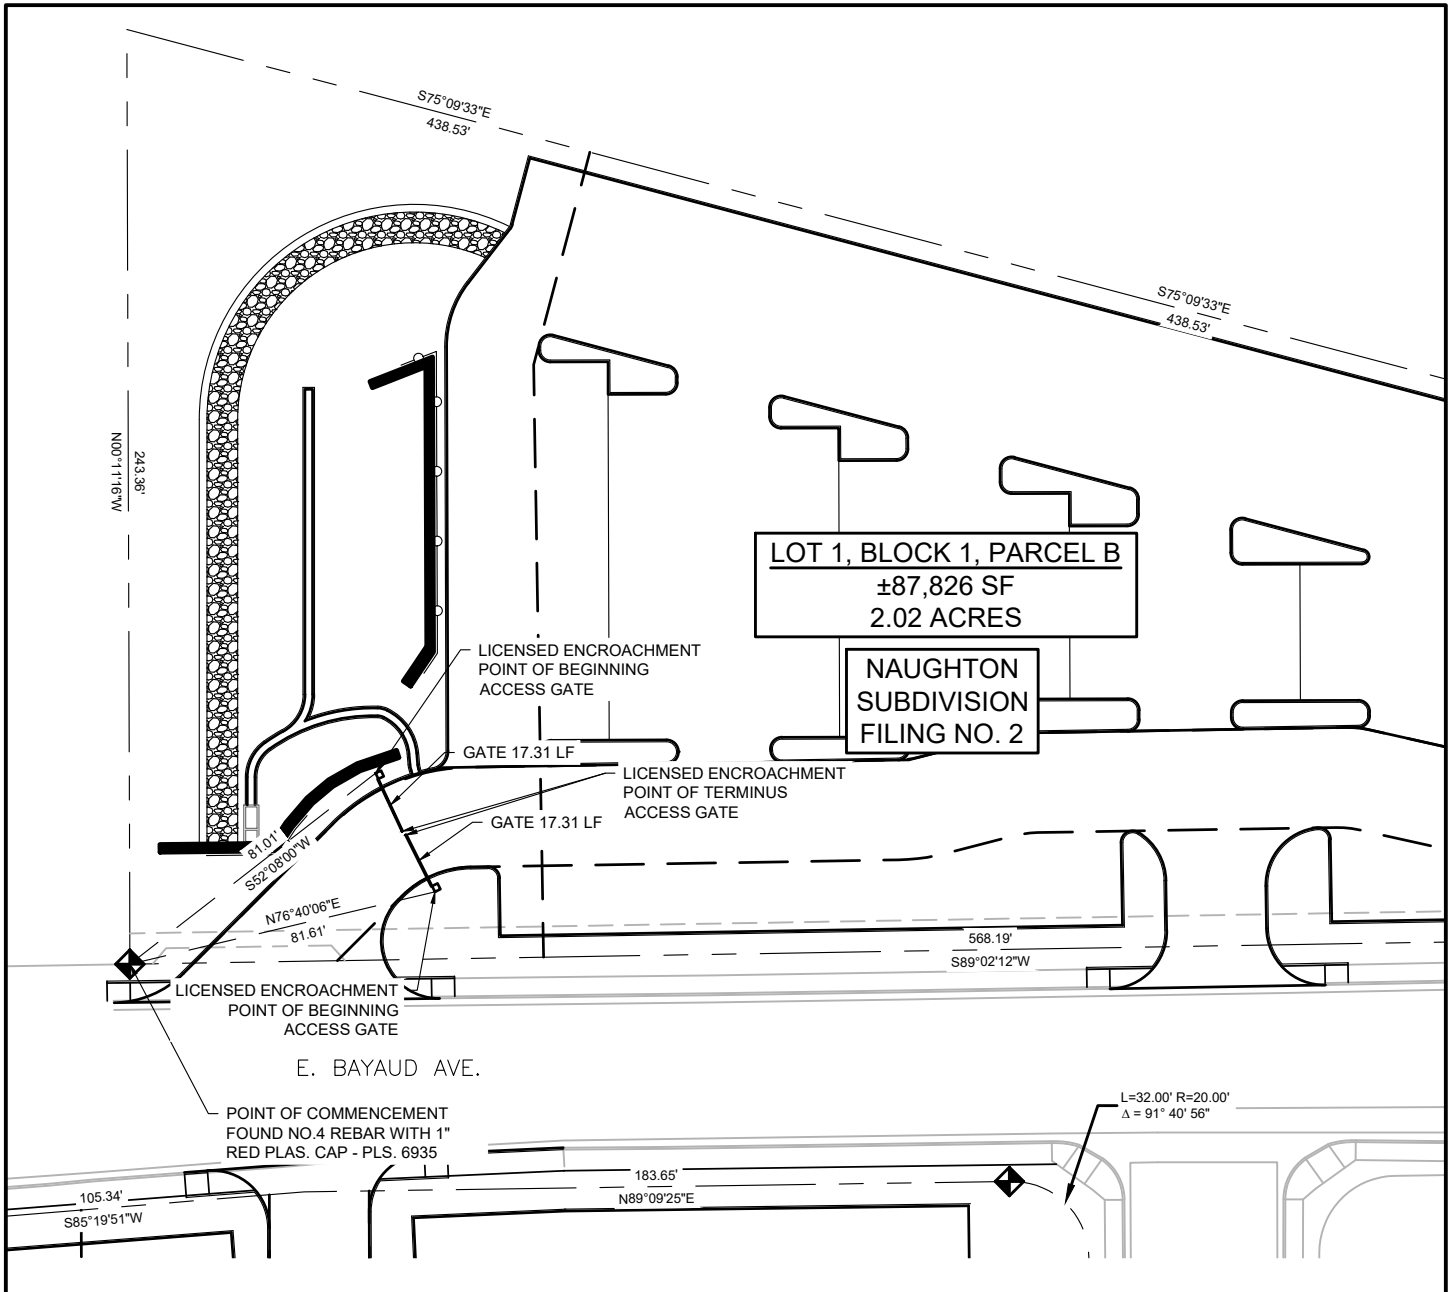 S75°09'33"E
438.53'
S75°09'33"E
438.53'
243.36'
N00°11'16"W
LOT 1, BLOCK 1, PARCEL B
±87,826 SF
2.02 ACRES
NAUGHTON
SUBDIVISION
FILING NO. 2
LICENSED ENCROACHMENT
POINT OF BEGINNING
ACCESS GATE
GATE 17.31 LF
LICENSED ENCROACHMENT
POINT OF TERMINUS
ACCESS GATE
GATE 17.31 LF
81.01'
S52°08'00"W
N76°40'06"E
81.61'
568.19'
S89°02'12"W
LICENSED ENCROACHMENT
POINT OF BEGINNING
ACCESS GATE
E. BAYAUD AVE.
POINT OF COMMENCEMENT
FOUND NO.4 REBAR WITH 1"
RED PLAS. CAP - PLS. 6935
L=32.00' R=20.00'
Δ = 91° 40' 56"
105.34'
S85°19'51"W
183.65'
N89°09'25"E